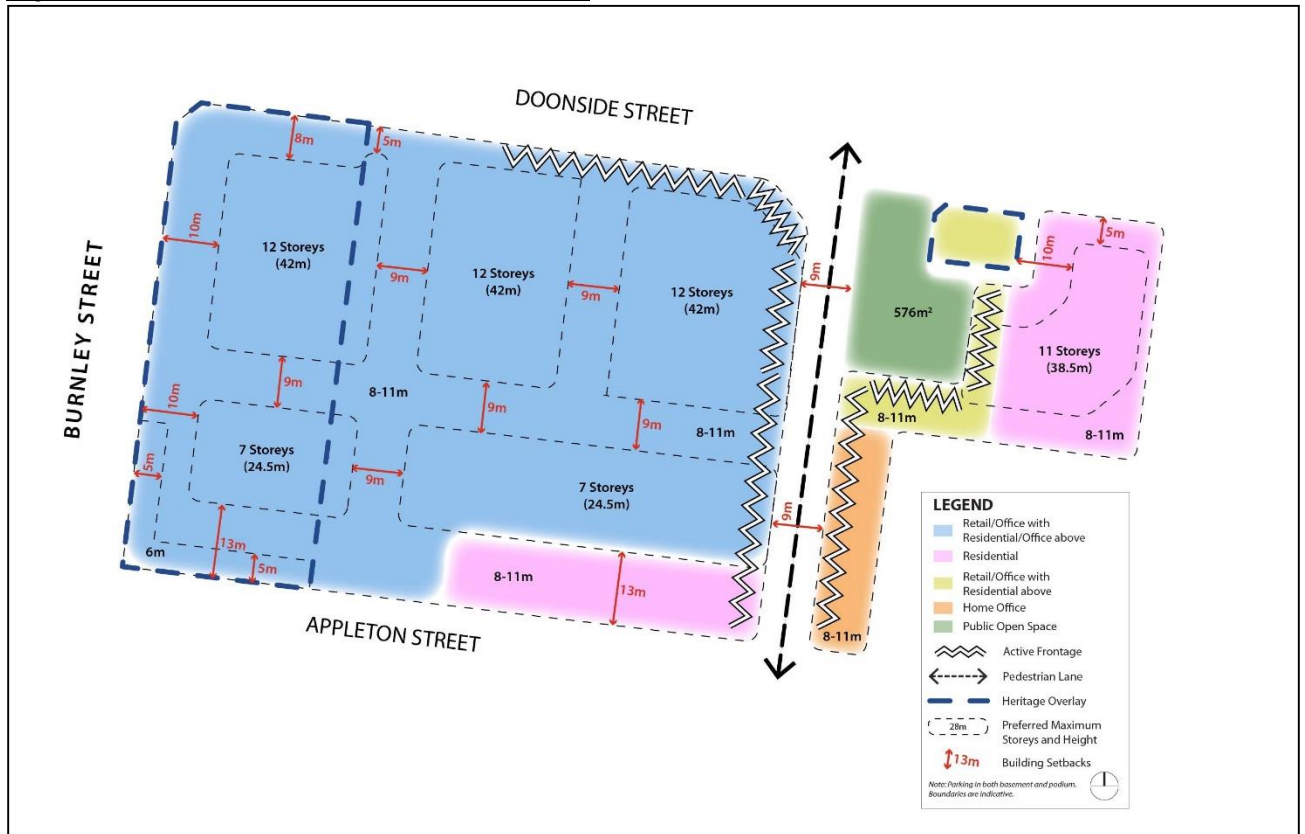 DOONSIDE STREET
8m
5m
9m
5m
10m
10m
12 Storeys
(42m)
9m
12 Storeys
(42m)
9m
12 Storeys
(42m)
576m²
11 Storeys
(38.5m)
BURNLEY STREET
9m
8-11m
9m
9m
8-11m
8-11m
8-11m
10m
7 Storeys
(24.5m)
5m
9m
7 Storeys
(24.5m)
9m
6m
13m
5m
8-11m
13m
8-11m
APPLETON STREET
LEGEND
Retail/Office with
Residential/Office above
Residential
Retail/Office with
Residential above
Home Office
Public Open Space
Active Frontage
Pedestrian Lane
Heritage Overlay
28m
Preferred Maximum
Storeys and Height
13m
Building Setbacks
Note: Parking in both basement and podium.
Boundaries are indicative.